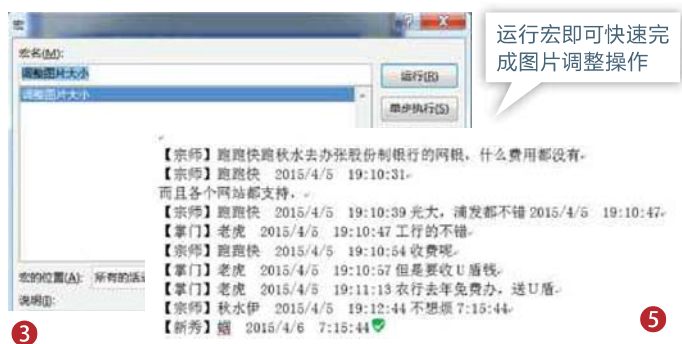 宏
运行宏即可快速完
成图片调整操作
宏名(M):
调整图片大小
运行(R)
调整图片大小
单步执行(S)
【宗师】跑跑快跑秋水去办张股份制银行的网银，什么费用都没有
【宗师】跑跑快 2015/4/5 19:10:31
而且各个网站都支持。
【宗师】跑跑快 2015/4/5 19:10:39 光大，浦发都不错 2015/4/5 19:10:47
【掌门】老虎 2015/4/5 19:10:47 工行的不错
【宗师】跑跑快 2015/4/5 19:10:54 收费呢
【掌门】老虎 2015/4/5 19:10:57 但是要收U盾钱
【掌门】老虎 2015/4/5 19:11:13 农行去年免费办，送U盾
【宗师】秋水伊 2015/4/5 19:12:44 不想烦 7:15:44
【新秀】姻 2015/4/6 7:15:44
宏的位置(A): 所有的活
说明(D):
3
5